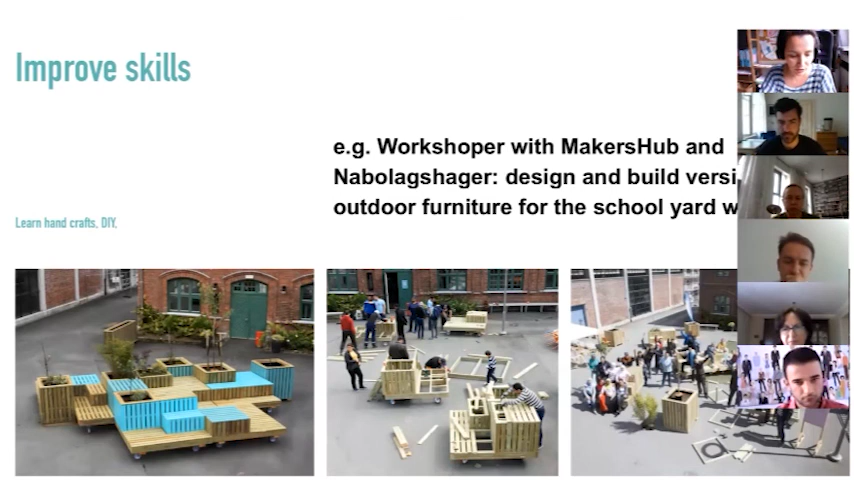 Improve skills
e.g. Workshoper with MakersHub and
Nabolagshager: design and build versi
outdoor furniture for the school yard w
Learn hand crafts, DIY,